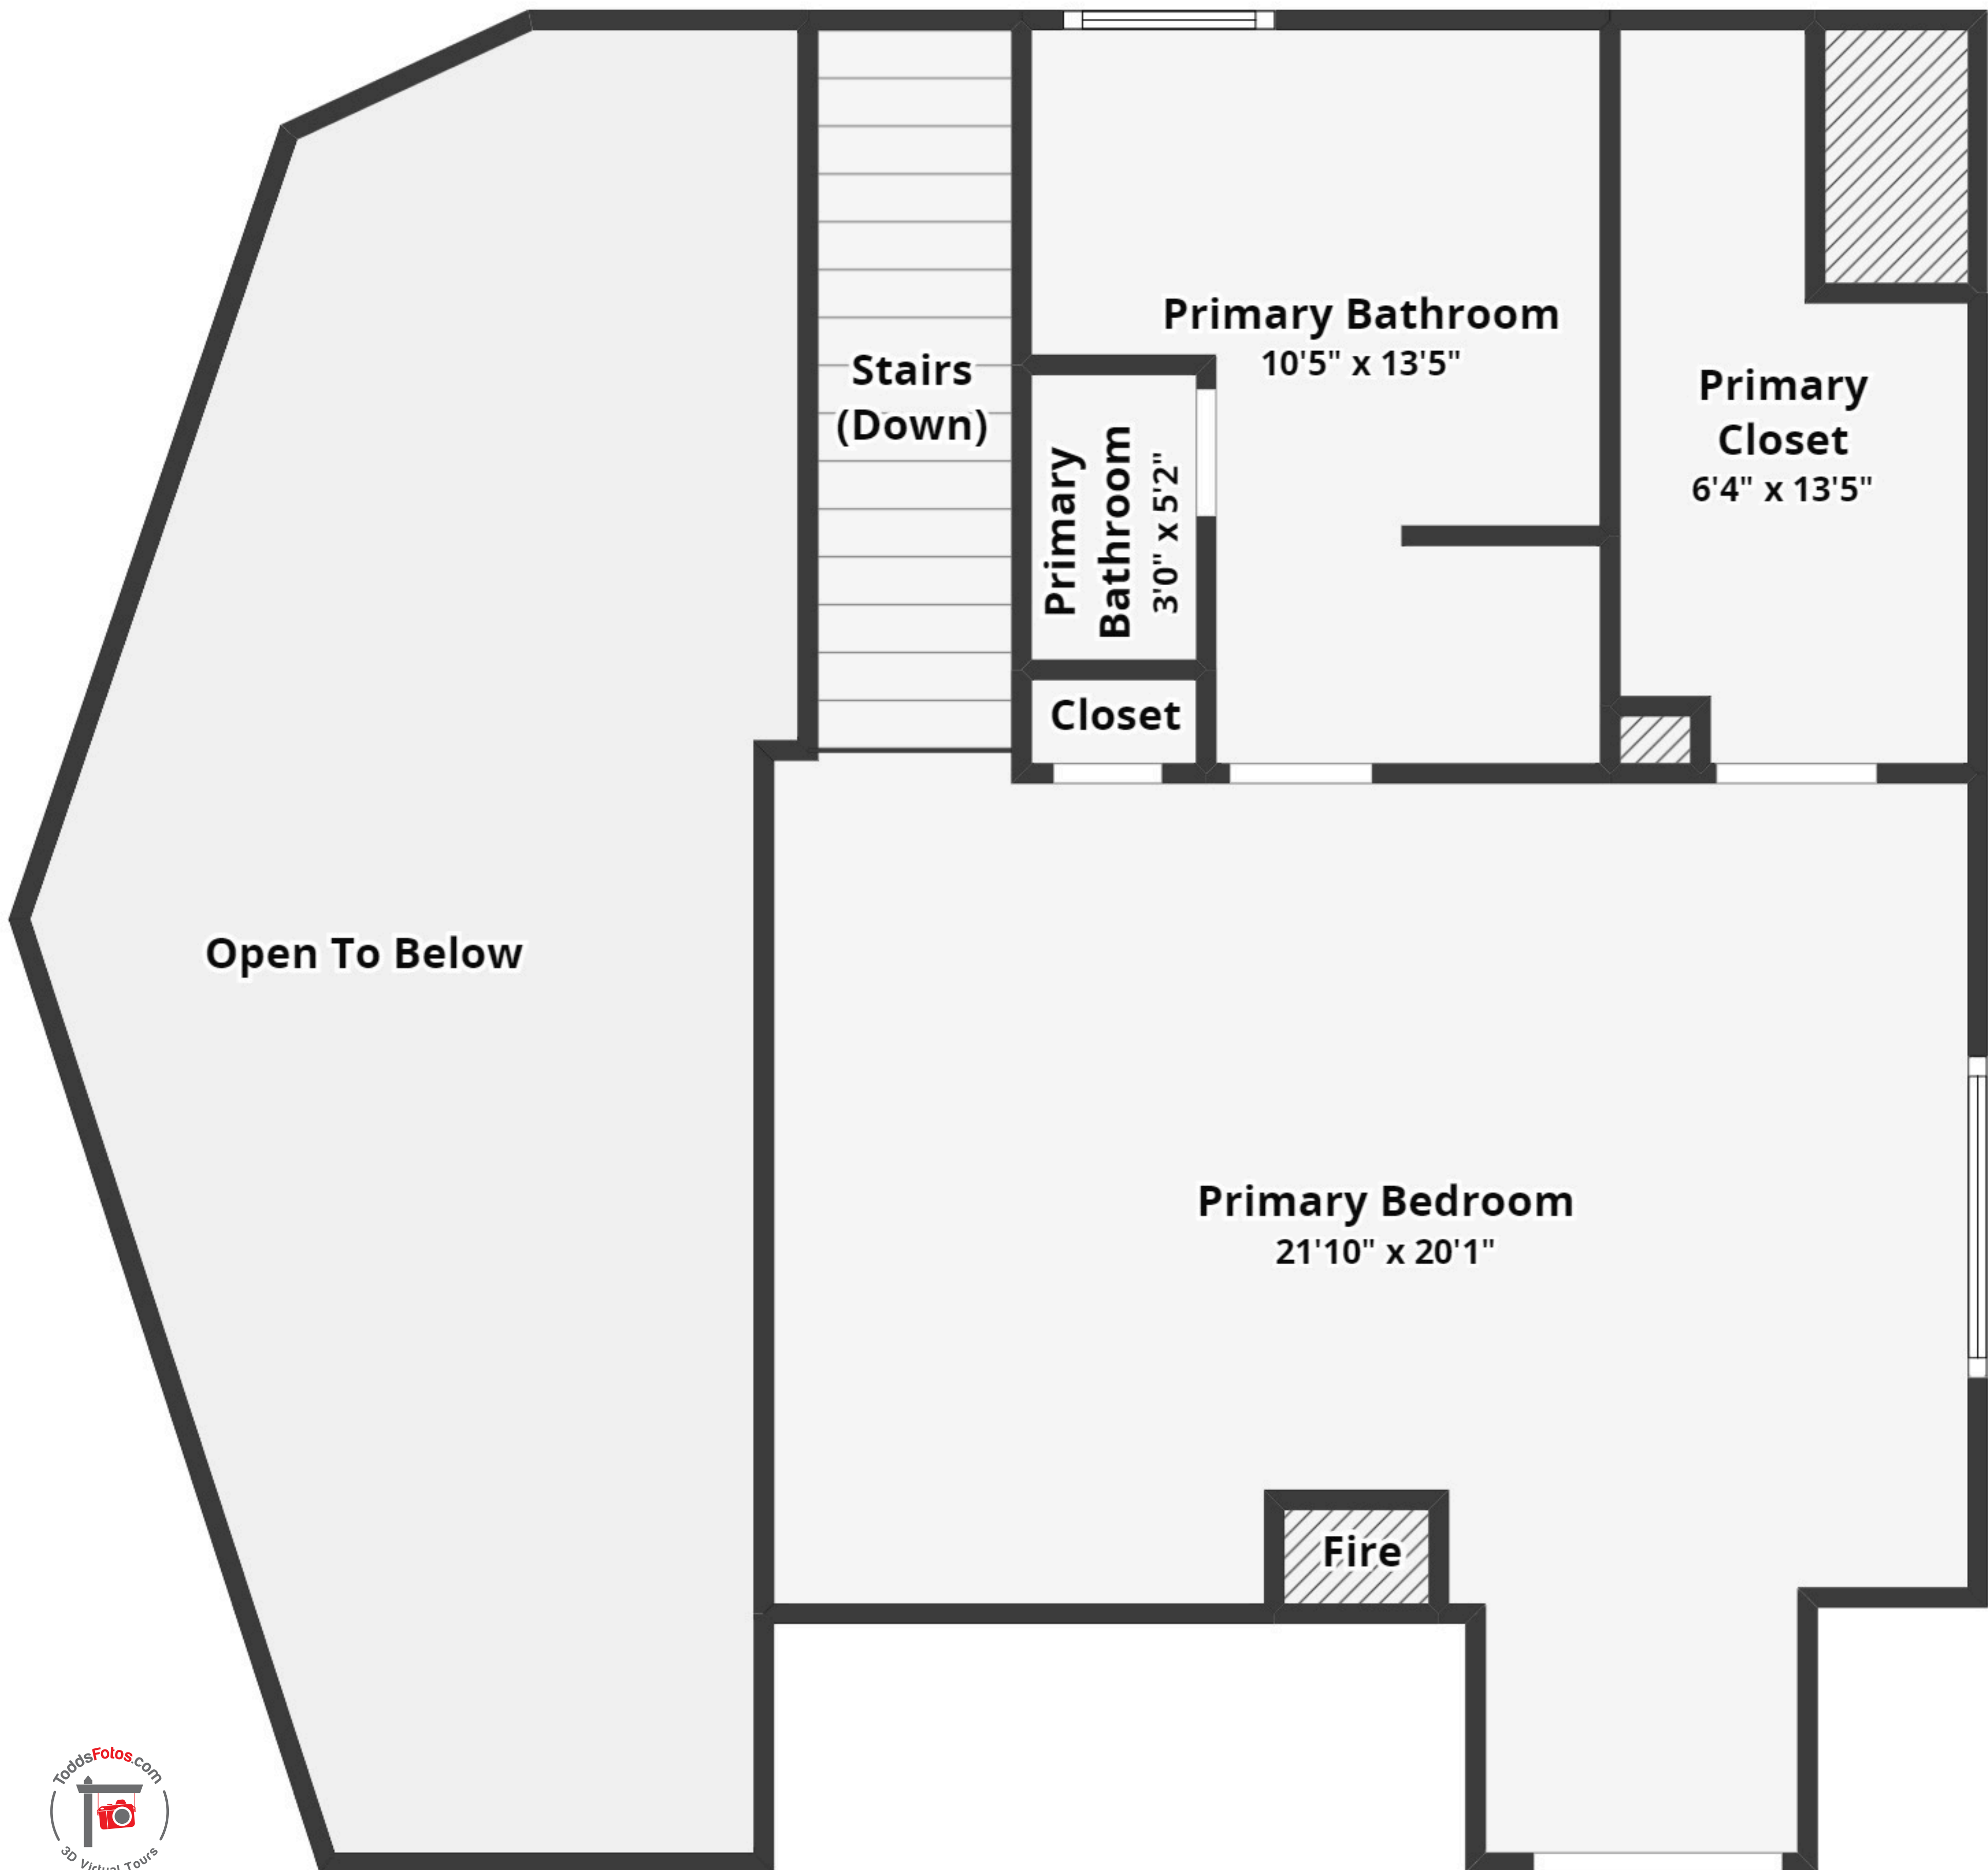 Primary Bathroom
10'5" x 13'5"
Stairs
(Down)
Primary
Closet
6'4" x 13'5"
Primary
Bathroom
3'0" x 5'2"
Closet
Open To Below
Primary Bedroom
21'10" x 20'1"
Fire
ToddsFotos.com
3D Virtual Tours